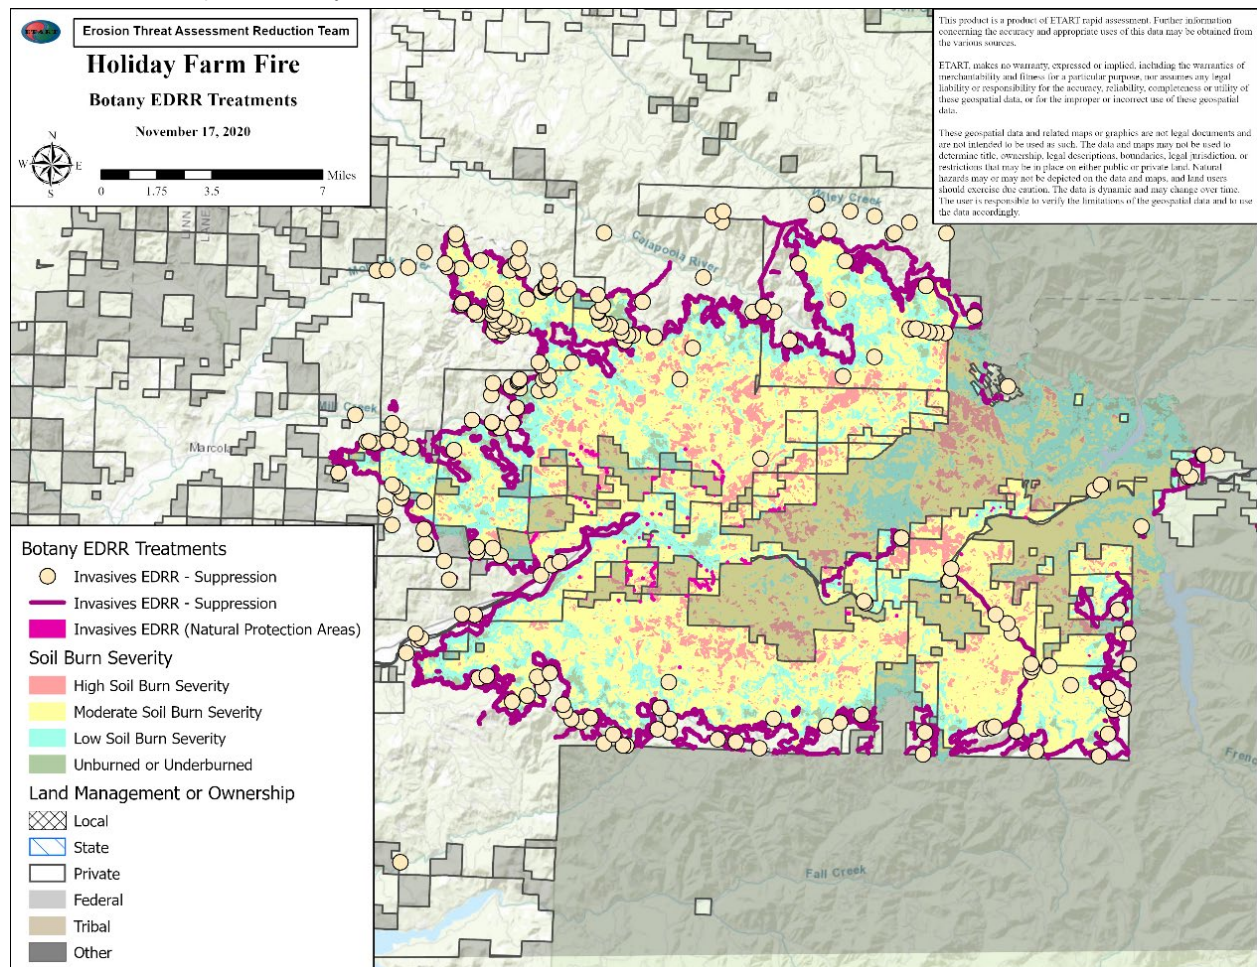 ETART
Erosion Threat Assessment Reduction Team
Holiday Farm Fire
Botany EDRR Treatments
November 17, 2020
N
W
E
S
Miles
0
1.75
3.5
7
This product is a product of ETART rapid assessment. Further information
concerning the accuracy and appropriate uses of this data may be obtained from
the various sources.
ETART, makes no warranty, expressed or implied, including the warranties of
merchantability and fitness for a particular purpose, nor assumes any legal
liability or responsibility for the accuracy, reliability, completeness or utility of
these geospatial data, or for the improper or incorrect use of these geospatial
data.
These geospatial data and related maps or graphics are not legal documents and
are not intended to be used as such. The data and maps may not be used to
determine title, ownership, legal descriptions, boundaries, legal jurisdiction, or
restrictions that may be in place on either public or private land. Natural
hazards may or may not be depicted on the data and maps, and land users
should exercise due caution. The data is dynamic and may change over time.
The user is responsible to verify the limitations of the geospatial data and to use
the data accordingly.
LINN
LANE
Wiley Creek
Calapooia River
River
Mill Creek
Marcola
Fall Creek
Botany EDRR Treatments
Invasives EDRR - Suppression
Invasives EDRR - Suppression
Invasives EDRR (Natural Protection Areas)
Soil Burn Severity
High Soil Burn Severity
Moderate Soil Burn Severity
Low Soil Burn Severity
Unburned or Underburned
Land Management or Ownership
Local
State
Private
Federal
Tribal
Other